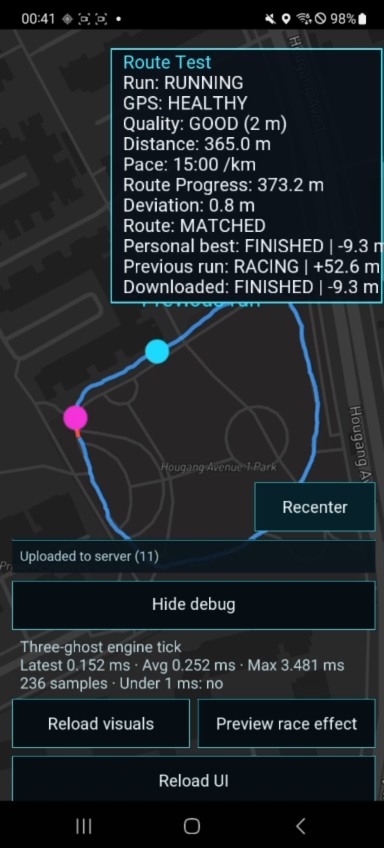 00:41
98%
Route Test
Run: RUNNING
GPS: HEALTHY
Quality: GOOD (2 m)
Distance: 365.0 m
Pace: 15:00 /km
Route Progress: 373.2 m
Deviation: 0.8 m
Route: MATCHED
Personal best: FINISHED | -9.3 m
Previous run: RACING | +52.6 m
Downloaded: FINISHED | -9.3 m
Previous run
Hougang Avenue 1 Park
Hougang Av
Recenter
Uploaded to server (11)
Hide debug
Three-ghost engine tick
Latest 0.152 ms · Avg 0.252 ms · Max 3.481 ms
236 samples · Under 1 ms: no
Reload visuals
Preview race effect
Reload UI